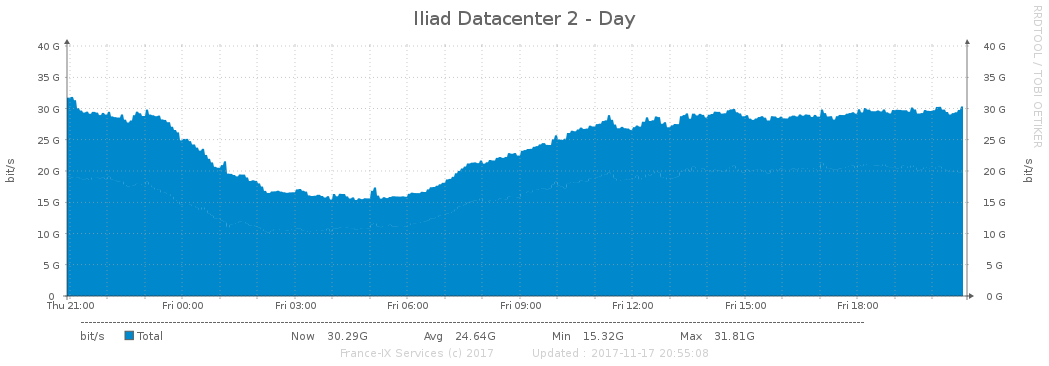 Iliad Datacenter 2 - Day
RRDTOOL / TOBI OETIKER
40 G 40 G
35 G 35 G
30 G 30 G
25 G 25 G
20 G 20 G
15 G 15 G
10 G 10 G
5 G 5 G
0 0 G
bit/s bit/s
Thu 21:00 Fri 00:00 Fri 03:00 Fri 06:00 Fri 09:00 Fri 12:00 Fri 15:00 Fri 18:00
bit/s Total Now 30.29G Avg 24.64G Min 15.32G Max 31.81G
France-IX Services (c) 2017 Updated : 2017-11-17 20:55:08